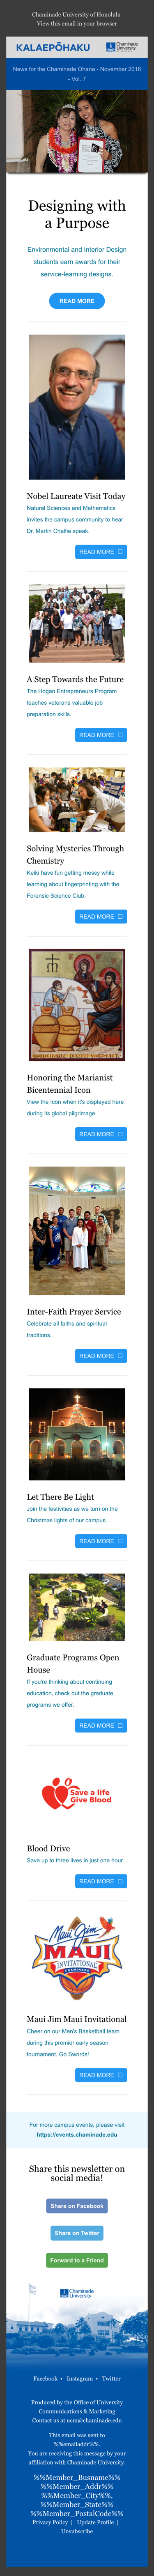 Chaminade University of Honolulu
View this email in your browser
KALAEPŌHAKU
Chaminade
University
News for the Chaminade Ohana - November 2016
- Vol. 7
Designing with
a Purpose
Environmental and Interior Design
students earn awards for their
service-learning designs.
READ MORE
Nobel Laureate Visit Today
Natural Sciences and Mathematics
invites the campus community to hear
Dr. Martin Chalfie speak.
READ MORE
A Step Towards the Future
The Hogan Entrepreneurs Program
teaches veterans valuable job
preparation skills.
READ MORE
Solving Mysteries Through
Chemistry
Keiki have fun getting messy while
learning about fingerprinting with the
Forensic Science Club.
READ MORE
Honoring the Marianist
Bicentennial Icon
View the Icon when it's displayed here
during its global pilgrimage.
READ MORE
Inter-Faith Prayer Service
Celebrate all faiths and spiritual
traditions.
READ MORE
Let There Be Light
Join the festivities as we turn on the
Christmas lights of our campus.
READ MORE
Graduate Programs Open
House
If you're thinking about continuing
education, check out the graduate
programs we offer.
READ MORE
Save a life
Give Blood
Blood Drive
Save up to three lives in just one hour.
READ MORE
Maui Jim
MAUI
INVITATIONAL
Maui Jim Maui Invitational
Cheer on our Men's Basketball team
during this premier early season
tournament. Go Swords!
READ MORE
For more campus events, please visit
https://events.chaminade.edu
Share this newsletter on
social media!
Share on Facebook
Share on Twitter
Forward to a Friend
Chaminade
University
Facebook • Instagram • Twitter
Produced by the Office of University
Communications & Marketing
Contact us at ucm@chaminade.edu
This email was sent to
%%emailaddr%%.
You are receiving this message by your
affiliation with Chaminade University.
%%Member_Busname%%
%%Member_Addr%%
%%Member_City%%,
%%Member_State%%
%%Member_PostalCode%%
Privacy Policy | Update Profile |
Unsubscribe